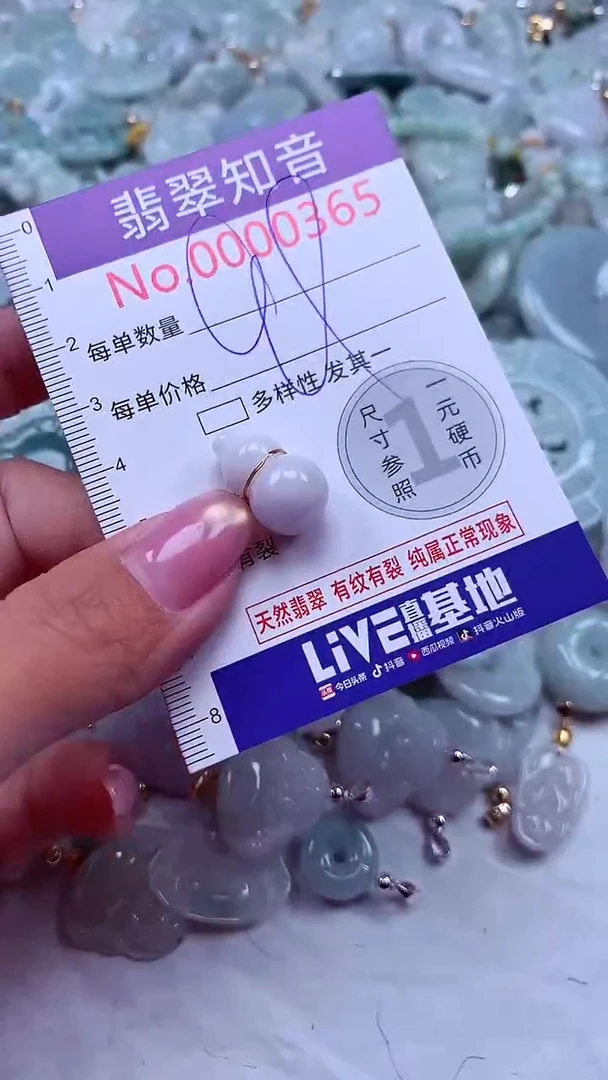 翡翠知音
No.0000365
0
1
2
3
4
8
每单数量
每单价格
多样性 发其一
尺寸参照
1
一元硬币
有裂
天然翡翠 有纹有裂 纯属正常现象
LiVE直播基地
头条 今日头条 抖音 西瓜视频 抖音火山版